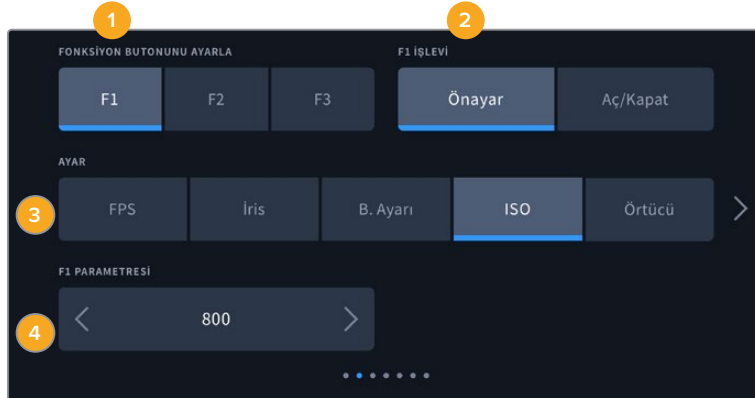 1 2
FONKSİYON BUTONUNU AYARLA F1 İŞLEVİ
F1 F2 F3 Önayar Aç/Kapat
AYAR
3 FPS İris B. Ayarı ISO Örtücü
F1 PARAMETRESİ
4 800